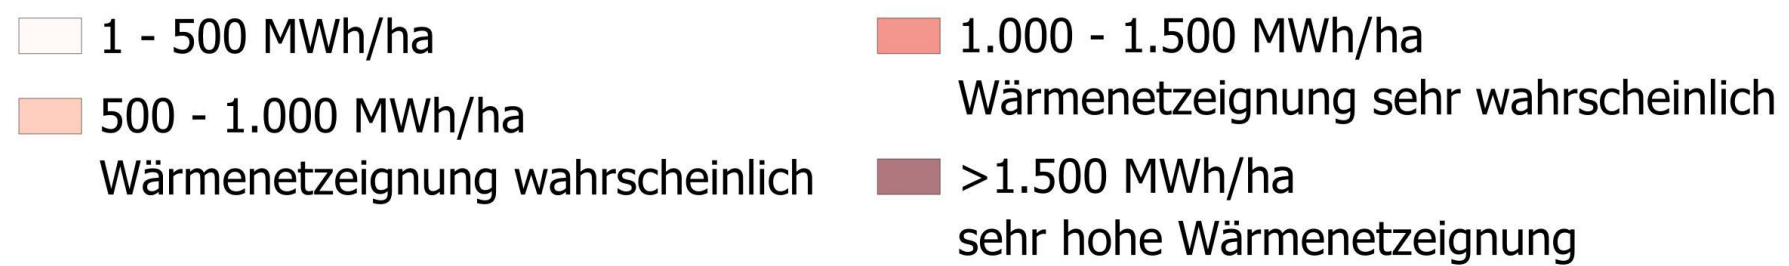 1 - 500 MWh/ha
500 - 1.000 MWh/ha
Wärmenetzeignung wahrscheinlich
1.000 - 1.500 MWh/ha
Wärmenetzeignung sehr wahrscheinlich
>1.500 MWh/ha
sehr hohe Wärmenetzeignung